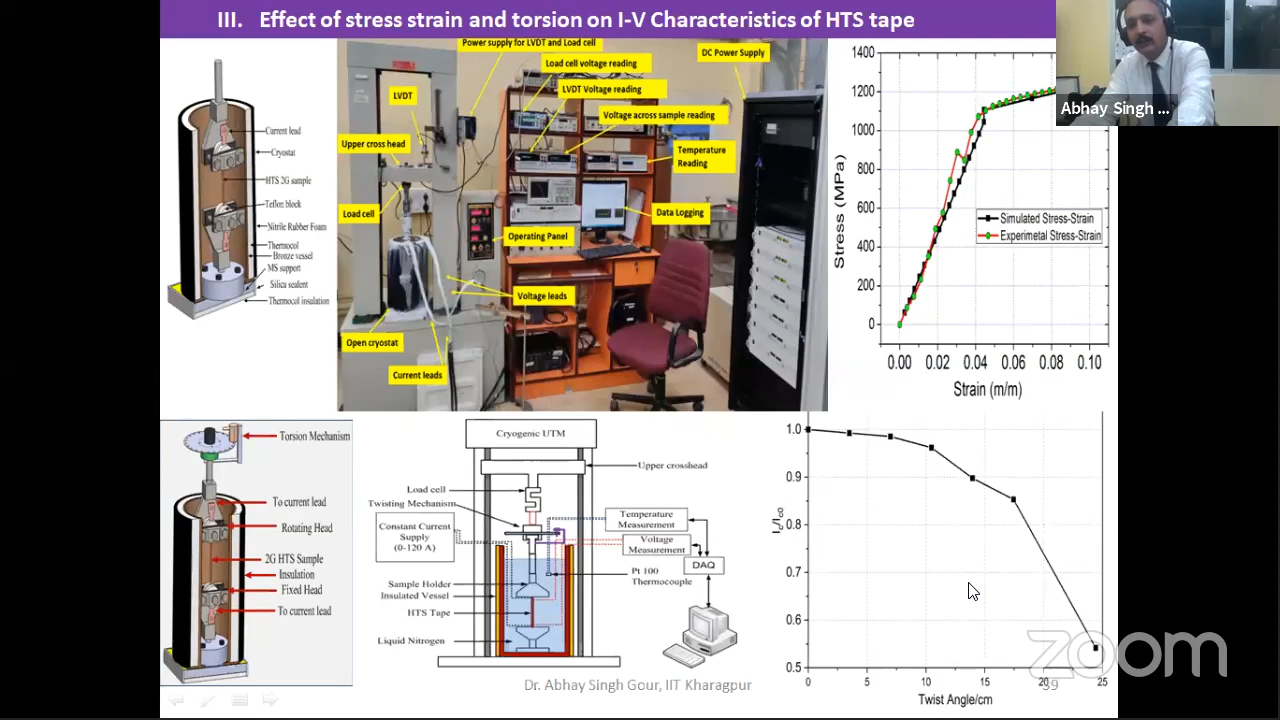 III. Effect of stress strain and torsion on I-V Characteristics of HTS tape
Current lead
Cryostat
HTS 2G sample
Teflon block
Nitrile Rubber Foam
Thermocol
Bronze vessel
MS support
Silica sealent
Thermocol insulation
Power supply for LVDT and Load cell
Load cell voltage reading
LVDT Voltage reading
Voltage across sample reading
DC Power Supply
LVDT
Upper cross head
Temperature
Reading
Load cell
Data Logging
Operating Panel
Voltage leads
Open cryostat
Current leads
Stress (MPa)
1400
1200
1000
800
600
400
200
0
Simulated Stress-Strain
Experimetal Stress-Strain
0.00 0.02 0.04 0.06 0.08 0.10
Strain (m/m)
Abhay Singh ...
Torsion Mechanism
To current lead
Rotating Head
2G HTS Sample
Insulation
Fixed Head
To current lead
Cryogenic UTM
Upper crosshead
Load cell
Twisting Mechanism
Constant Current
Supply
(0-120 A)
Temperature
Measurement
Voltage
Measurement
DAQ
Pt 100
Thermocouple
Sample Holder
Insulated Vessel
HTS Tape
Liquid Nitrogen
Ic/Ic0
1.0
0.9
0.8
0.7
0.6
0.5
0 5 10 15 20 25
Twist Angle/cm
Dr. Abhay Singh Gour, IIT Kharagpur
zoom